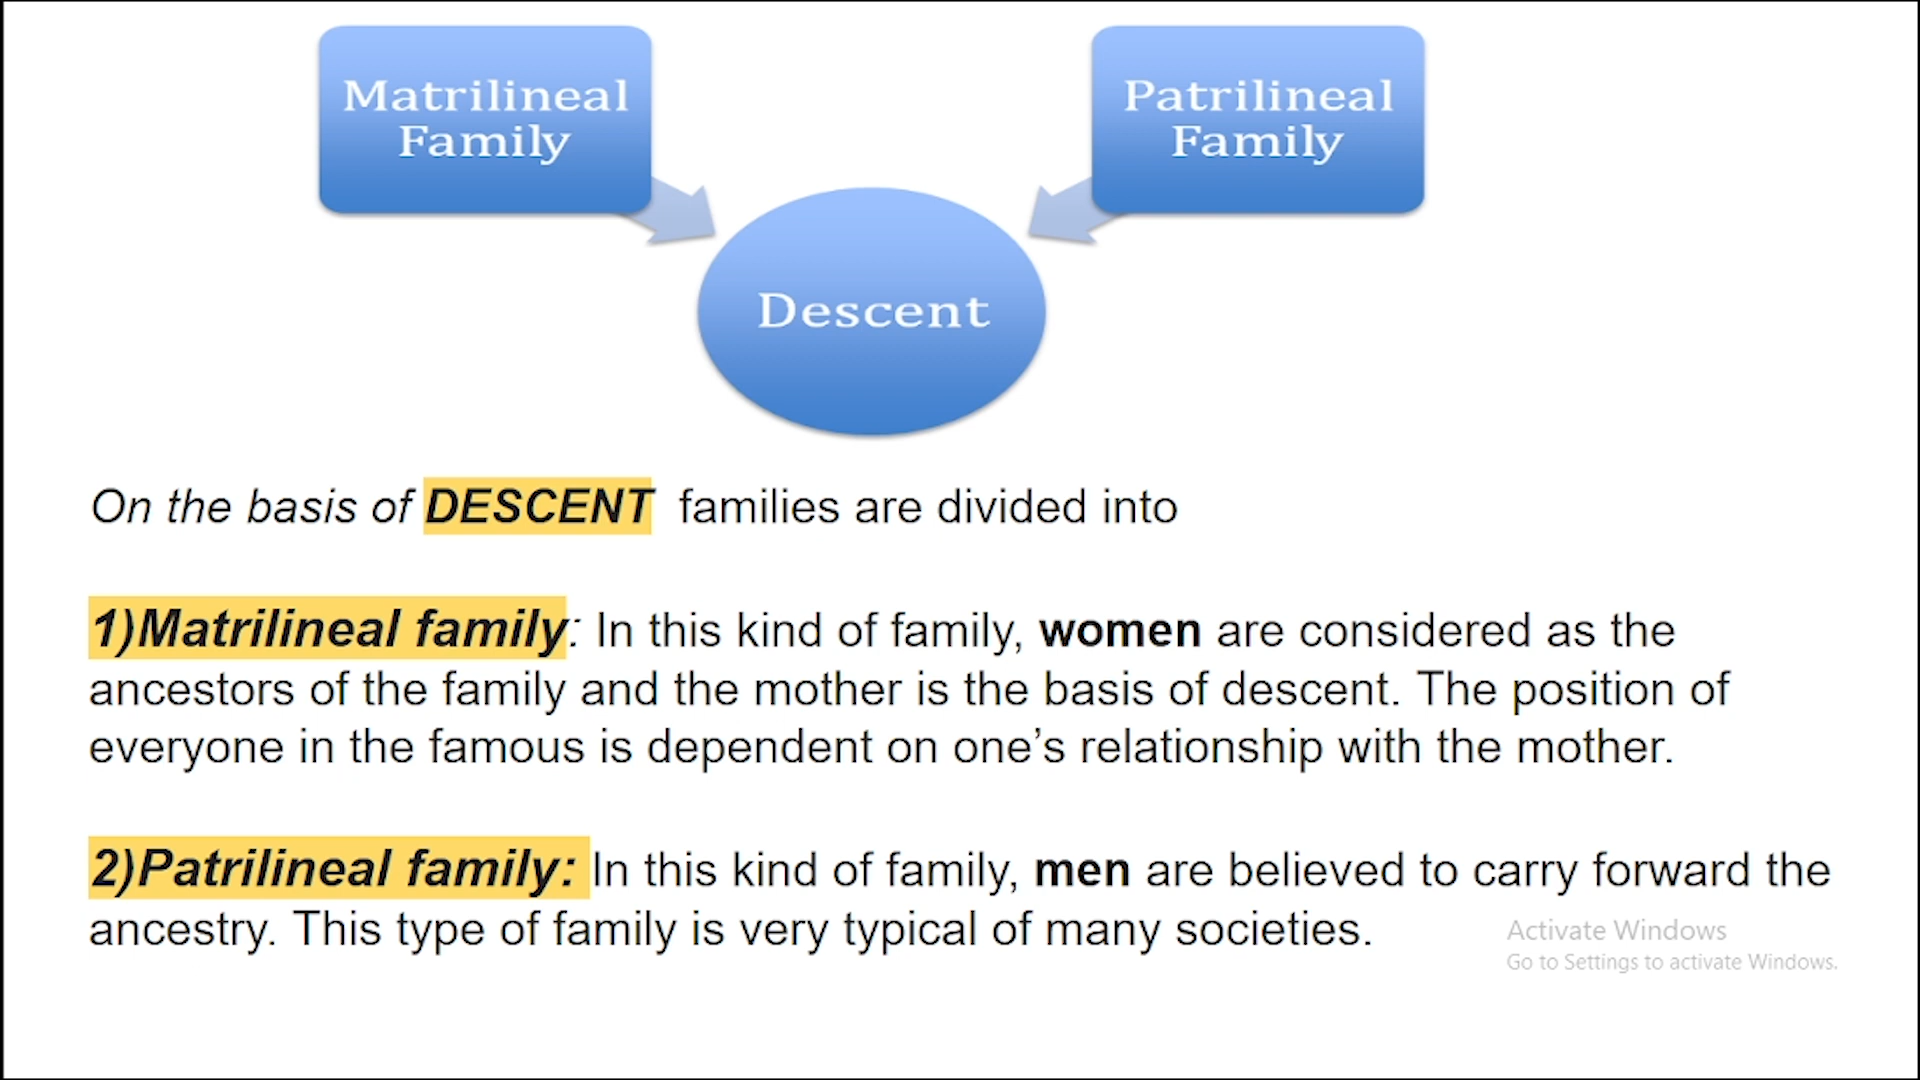 Matrilineal
Family
Patrilineal
Family
Descent
On the basis of DESCENT families are divided into
1)Matrilineal family: In this kind of family, women are considered as the
ancestors of the family and the mother is the basis of descent. The position of
everyone in the famous is dependent on one’s relationship with the mother.
2)Patrilineal family: In this kind of family, men are believed to carry forward the
ancestry. This type of family is very typical of many societies.
Activate Windows
Go to Settings to activate Windows.